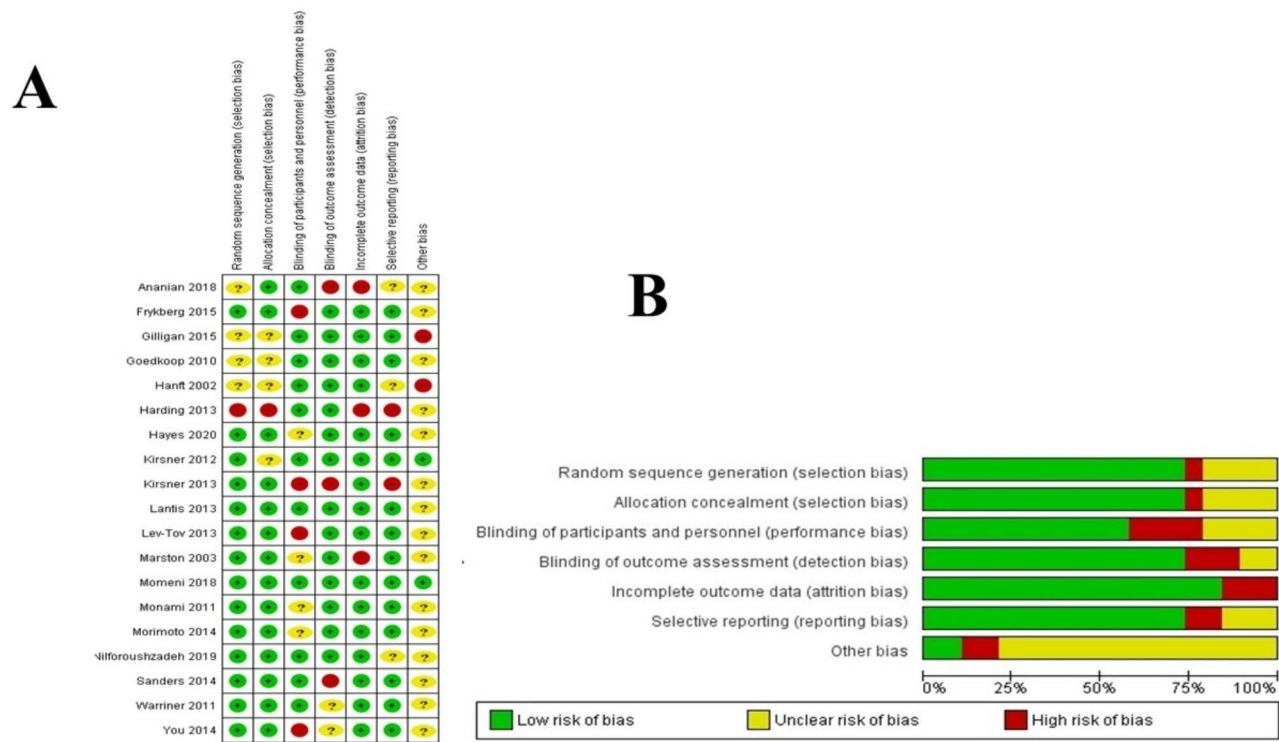 A
Random sequence generation (selection bias)
Allocation concealment (selection bias)
Blinding of participants and personnel (performance bias)
Blinding of outcome assessment (detection bias)
Incomplete outcome data (attrition bias)
Selective reporting (reporting bias)
Other bias
Ananian 2018 ? + + - - ? ?
Frykberg 2015 + + - + + + ?
Gilligan 2015 ? ? + + + + -
Goedkoop 2010 ? ? + + + + ?
Hanft 2002 ? ? + + + ? -
Harding 2013 - - + + - - ?
Hayes 2020 + + ? + + + ?
Kirsner 2012 + ? + + + + +
Kirsner 2013 + + - - + - ?
Lantis 2013 + + + + + + ?
Lev-Tov 2013 + + - + + + ?
Marston 2003 + + ? + - + ?
Momeni 2018 + + + + + + +
Monami 2011 + + ? + + + ?
Morimoto 2014 + + ? + + + ?
Nilforoushzadeh 2019 + + + + + ? ?
Sanders 2014 + + + - + + ?
Warriner 2011 + + + ? + + ?
You 2014 + + - ? + + ?
B
Random sequence generation (selection bias)
Allocation concealment (selection bias)
Blinding of participants and personnel (performance bias)
Blinding of outcome assessment (detection bias)
Incomplete outcome data (attrition bias)
Selective reporting (reporting bias)
Other bias
0% 25% 50% 75% 100%
Low risk of bias Unclear risk of bias High risk of bias